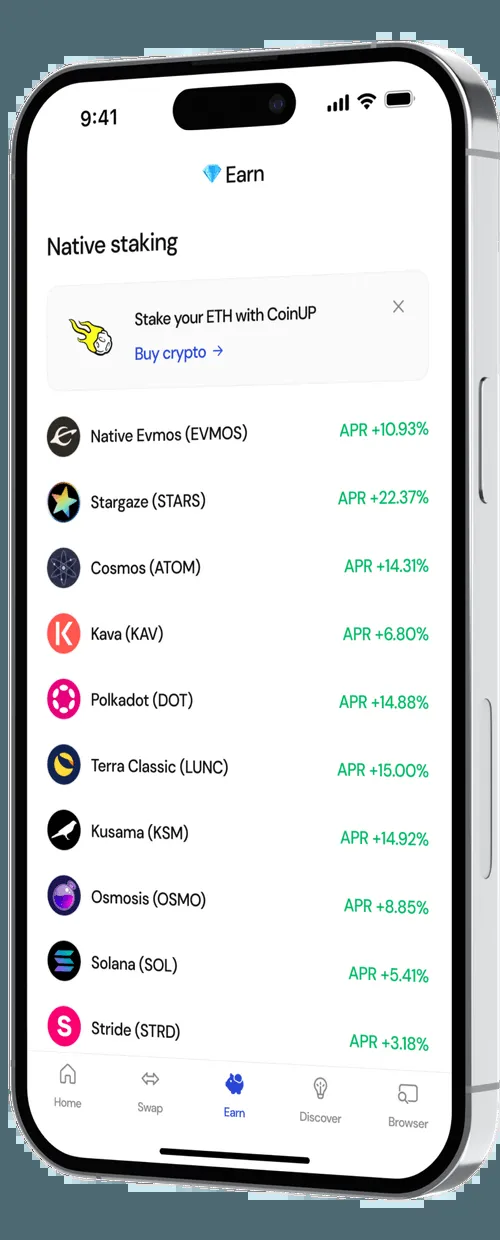 9:41
Earn
Native staking
Stake your ETH with CoinUP
Buy crypto →
Native Evmos (EVMOS) APR +10.93%
Stargaze (STARS) APR +22.37%
Cosmos (ATOM) APR +14.31%
Kava (KAV) APR +6.80%
Polkadot (DOT) APR +14.88%
Terra Classic (LUNC) APR +15.00%
Kusama (KSM) APR +14.92%
Osmosis (OSMO) APR +8.85%
Solana (SOL) APR +5.41%
S Stride (STRD) APR +3.18%
Home Swap Earn Discover Browser